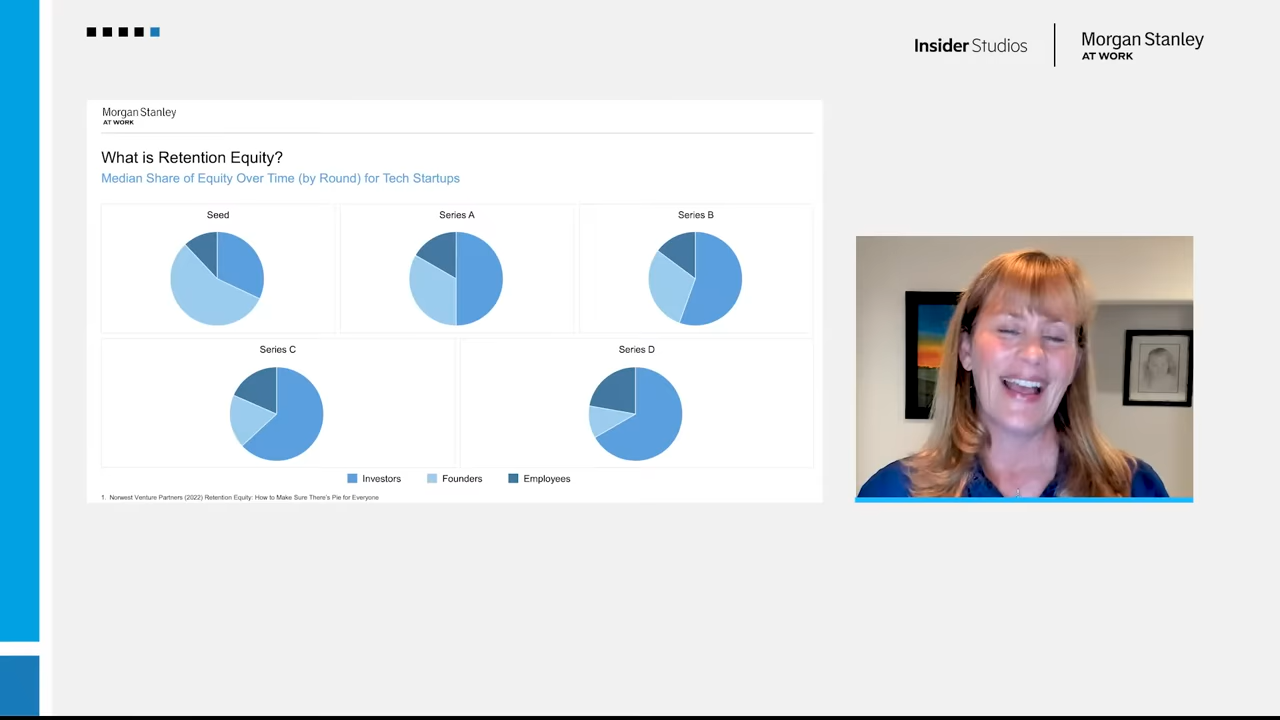 Insider Studios
Morgan Stanley
AT WORK
Morgan Stanley
AT WORK
What is Retention Equity?
Median Share of Equity Over Time (by Round) for Tech Startups
Seed
Series A
Series B
Series C
Series D
Investors
Founders
Employees
1. Norwest Venture Partners (2022) Retention Equity: How to Make Sure There's Pie for Everyone